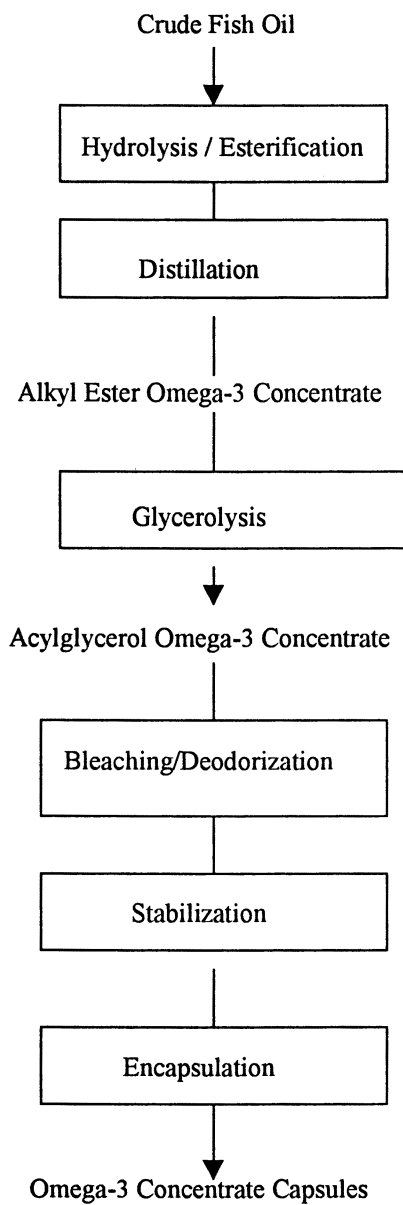 Crude Fish Oil
Hydrolysis / Esterification
Distillation
Alkyl Ester Omega-3 Concentrate
Glycerolysis
Acylglycerol Omega-3 Concentrate
Bleaching/Deodorization
Stabilization
Encapsulation
Omega-3 Concentrate Capsules